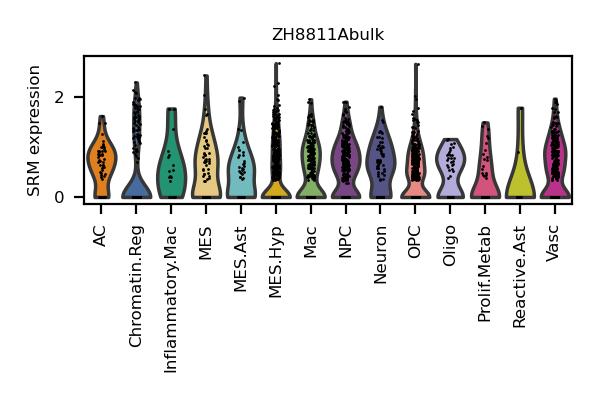 ZH8811Abulk
SRM expression
2
0
AC
Chromatin.Reg
Inflammatory.Mac
MES
MES.Ast
MES.Hyp
Mac
NPC
Neuron
OPC
Oligo
Prolif.Metab
Reactive.Ast
Vasc